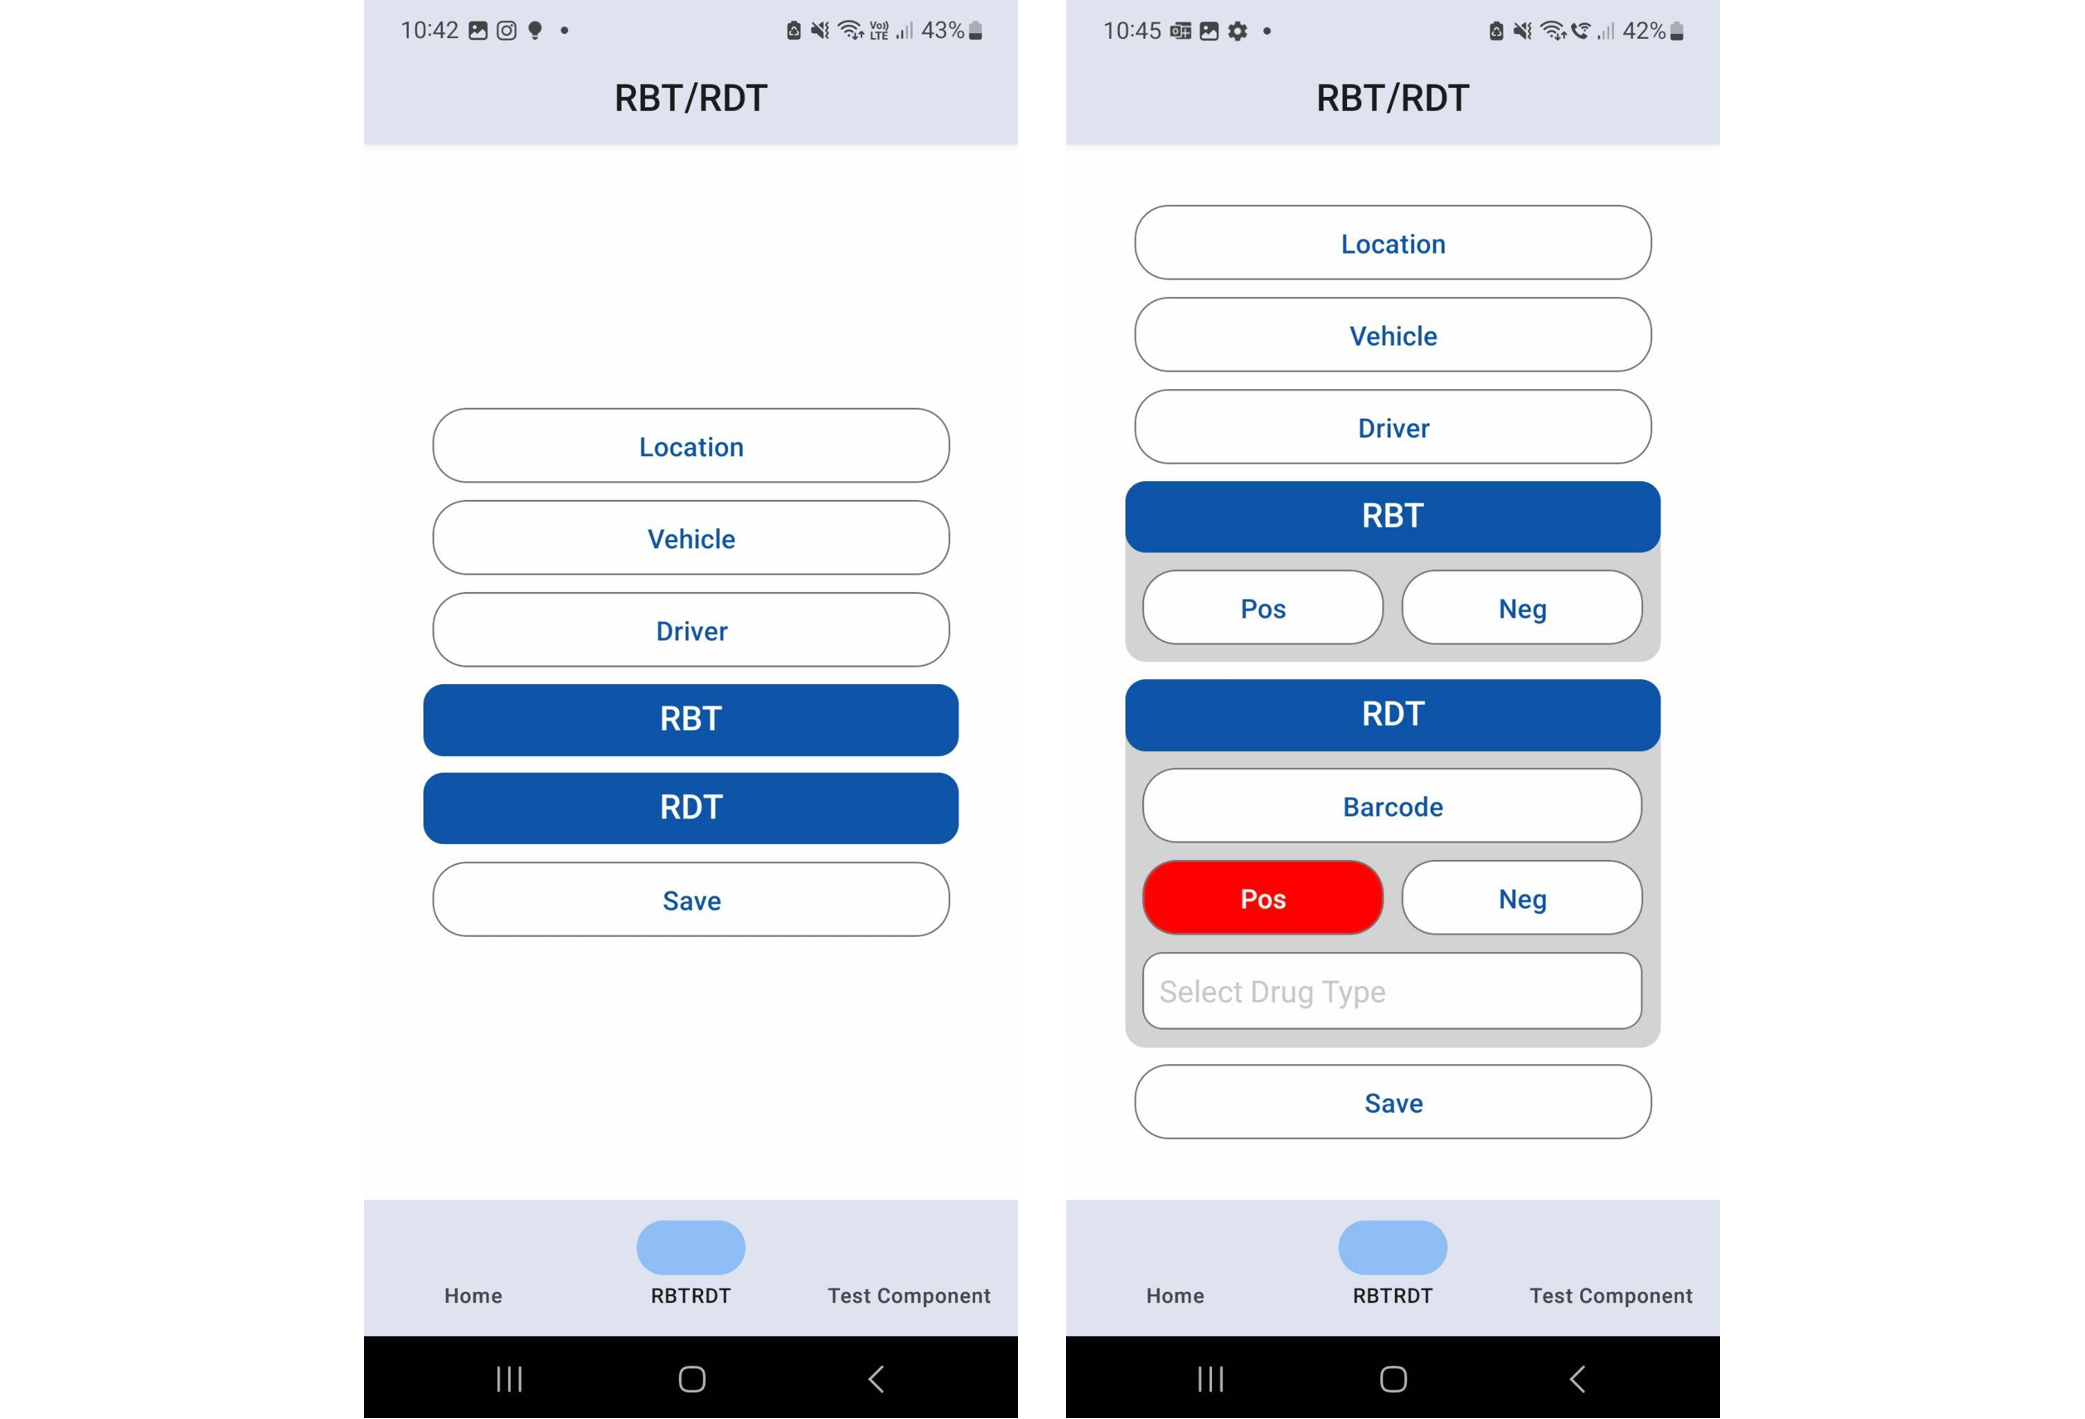 10:42
Vo)) LTE
43%
RBT/RDT
Location
Vehicle
Driver
RBT
RDT
Save
Home
RBTRDT
Test Component
10:45
42%
RBT/RDT
Location
Vehicle
Driver
RBT
Pos Neg
RDT
Barcode
Pos Neg
Select Drug Type
Save
Home
RBTRDT
Test Component